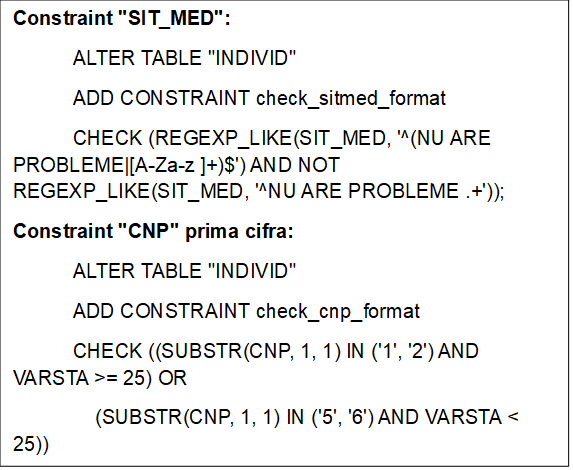 Constraint "SIT_MED":
ALTER TABLE "INDIVID"
ADD CONSTRAINT check_sitmed_format
CHECK (REGEXP_LIKE(SIT_MED, '^(NU ARE
PROBLEME|[A-Za-z ]+)$') AND NOT
REGEXP_LIKE(SIT_MED, '^NU ARE PROBLEME .+'));
Constraint "CNP" prima cifra:
ALTER TABLE "INDIVID"
ADD CONSTRAINT check_cnp_format
CHECK ((SUBSTR(CNP, 1, 1) IN ('1', '2') AND
VARSTA >= 25) OR
(SUBSTR(CNP, 1, 1) IN ('5', '6') AND VARSTA <
25))